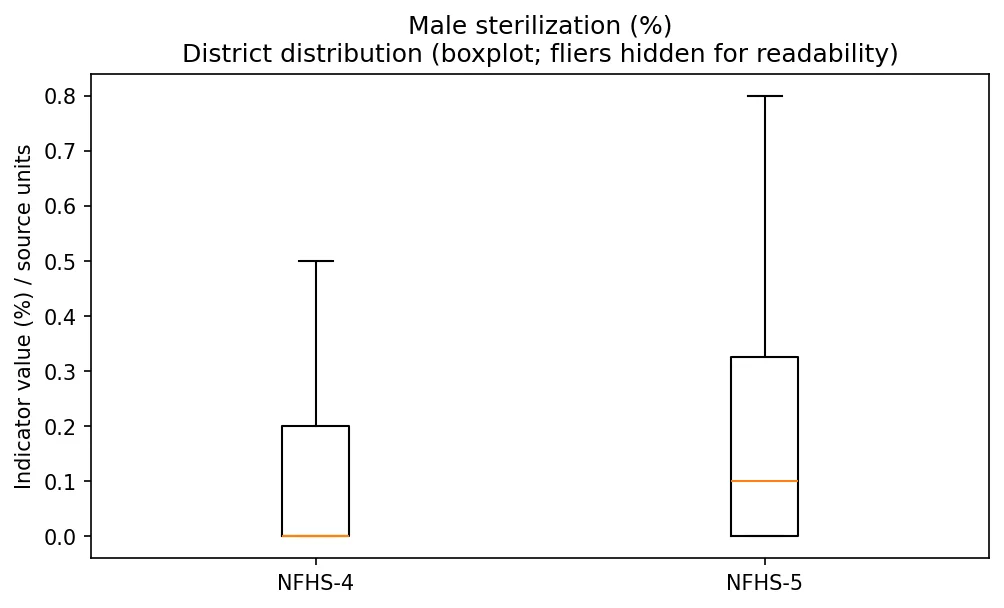 Male sterilization (%)
District distribution (boxplot; fliers hidden for readability)
Indicator value (%) / source units
0.8
0.7
0.6
0.5
0.4
0.3
0.2
0.1
0.0
NFHS-4
NFHS-5